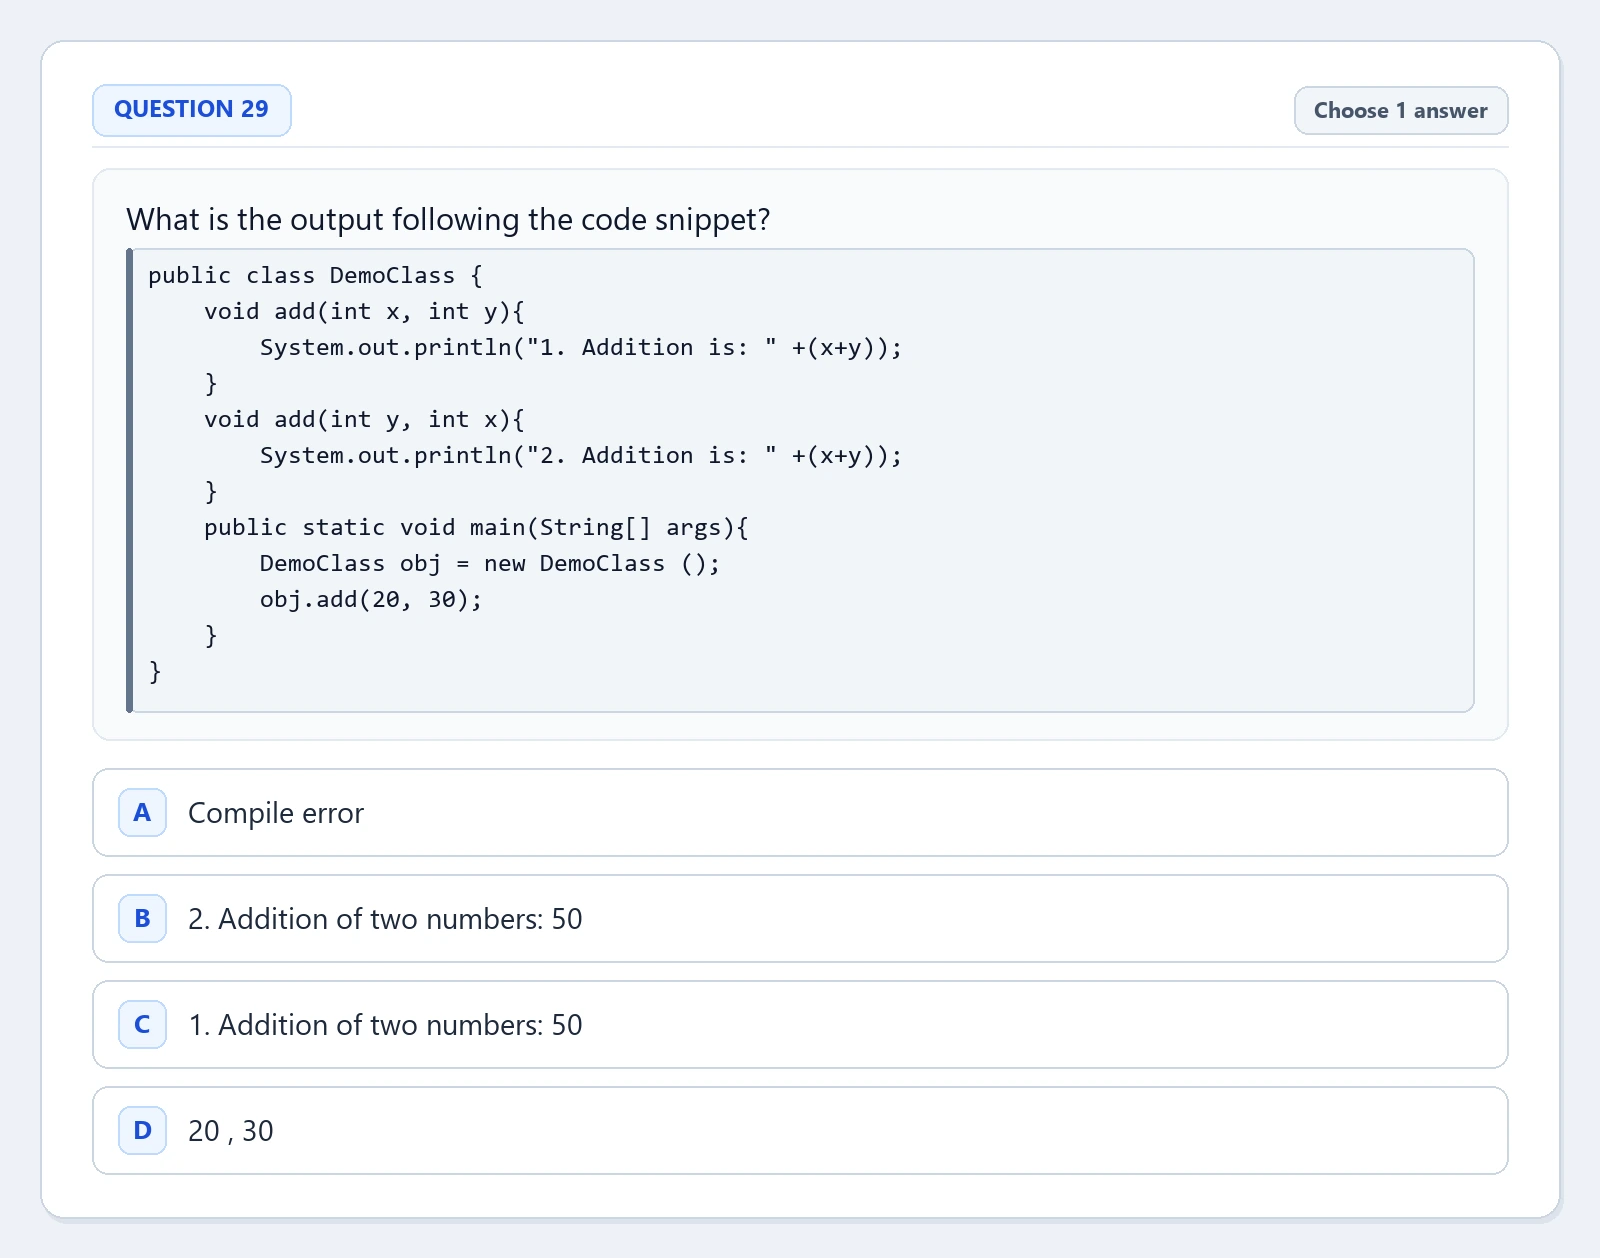 QUESTION 29
Choose 1 answer
What is the output following the code snippet?
public class DemoClass {
    void add(int x, int y){
        System.out.println("1. Addition is: " +(x+y));
    }
    void add(int y, int x){
        System.out.println("2. Addition is: " +(x+y));
    }
    public static void main(String[] args){
        DemoClass obj = new DemoClass ();
        obj.add(20, 30);
    }
}
A Compile error
B 2. Addition of two numbers: 50
C 1. Addition of two numbers: 50
D 20 , 30